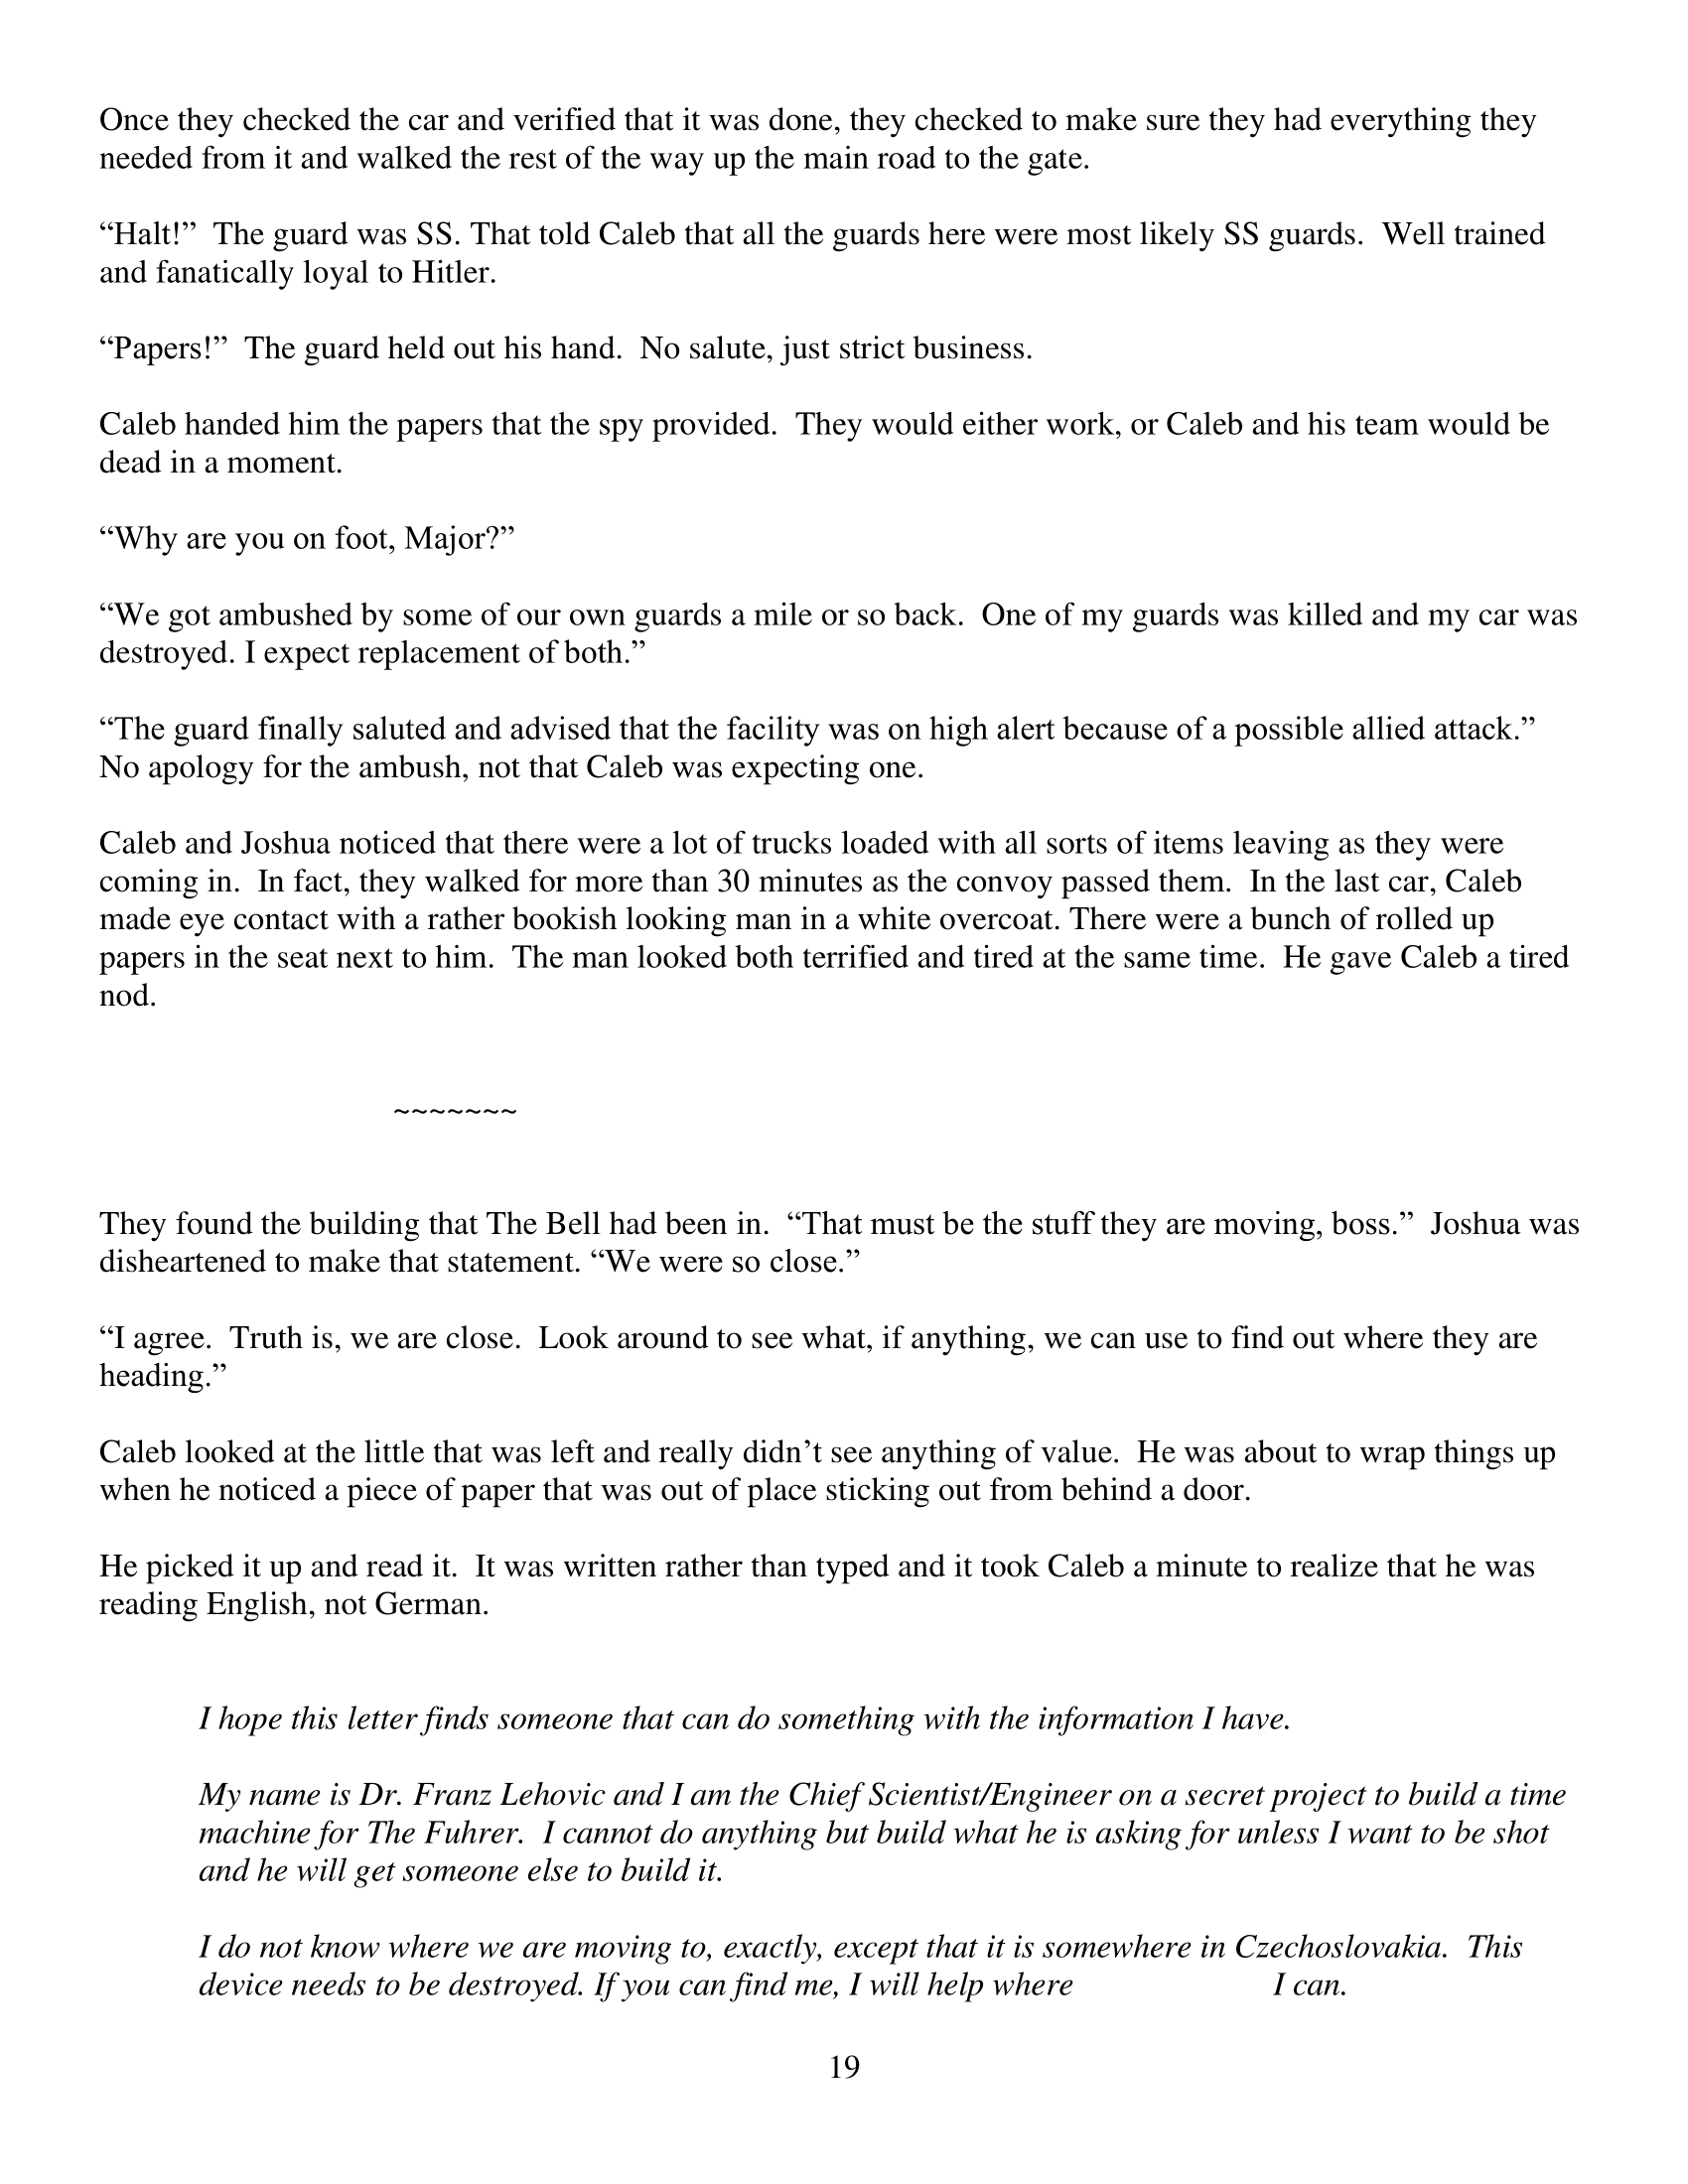 Once they checked the car and verified that it was done, they checked to make sure they had everything they
needed from it and walked the rest of the way up the main road to the gate.
“Halt!”  The guard was SS. That told Caleb that all the guards here were most likely SS guards.  Well trained
and fanatically loyal to Hitler.
“Papers!”  The guard held out his hand.  No salute, just strict business.
Caleb handed him the papers that the spy provided.  They would either work, or Caleb and his team would be
dead in a moment.
“Why are you on foot, Major?”
“We got ambushed by some of our own guards a mile or so back.  One of my guards was killed and my car was
destroyed. I expect replacement of both.”
“The guard finally saluted and advised that the facility was on high alert because of a possible allied attack.”
No apology for the ambush, not that Caleb was expecting one.
Caleb and Joshua noticed that there were a lot of trucks loaded with all sorts of items leaving as they were
coming in.  In fact, they walked for more than 30 minutes as the convoy passed them.  In the last car, Caleb
made eye contact with a rather bookish looking man in a white overcoat. There were a bunch of rolled up
papers in the seat next to him.  The man looked both terrified and tired at the same time.  He gave Caleb a tired
nod.
~~~~~~~
They found the building that The Bell had been in.  “That must be the stuff they are moving, boss.”  Joshua was
disheartened to make that statement. “We were so close.”
“I agree.  Truth is, we are close.  Look around to see what, if anything, we can use to find out where they are
heading.”
Caleb looked at the little that was left and really didn’t see anything of value.  He was about to wrap things up
when he noticed a piece of paper that was out of place sticking out from behind a door.
He picked it up and read it.  It was written rather than typed and it took Caleb a minute to realize that he was
reading English, not German.
I hope this letter finds someone that can do something with the information I have.
My name is Dr. Franz Lehovic and I am the Chief Scientist/Engineer on a secret project to build a time
machine for The Fuhrer.  I cannot do anything but build what he is asking for unless I want to be shot
and he will get someone else to build it.
I do not know where we are moving to, exactly, except that it is somewhere in Czechoslovakia.  This
device needs to be destroyed. If you can find me, I will help where I can.
19